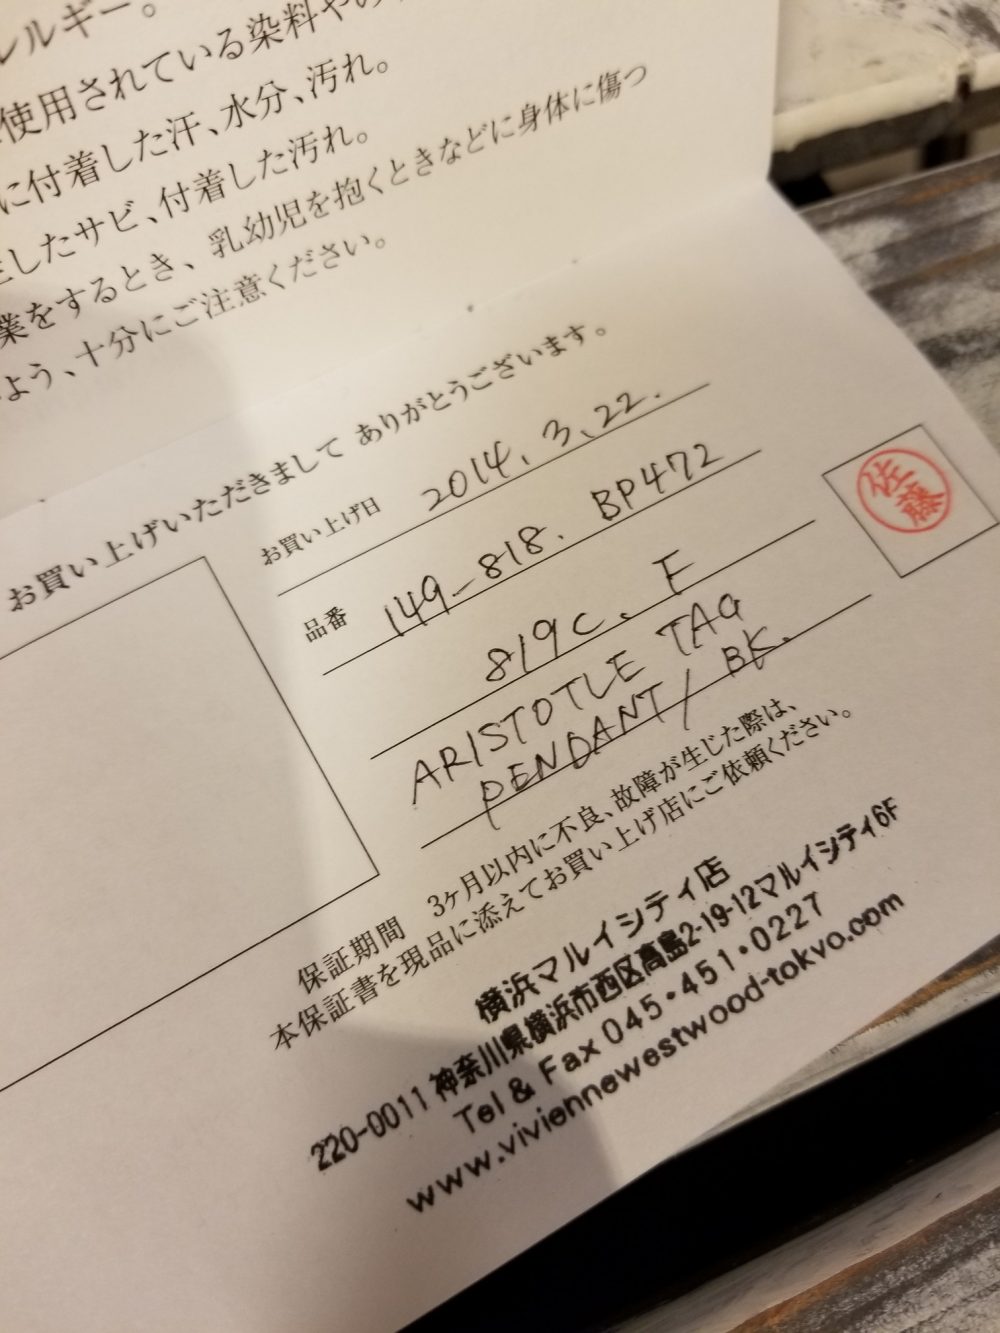 レルギー。
使用されている染料や
に付着した汗、水分、汚れ。
したサビ、付着した汚れ。
業をするとき、乳幼児を抱くときなどに身体に傷つ
よう、十分にご注意ください。
お買い上げいただきまして ありがとうございます。
お買い上げ日 2014.3.22.
品番 149-818. BP472
819c. F
ARISTOTLE TAG
PENDANT/ BK.
佐藤
保証期間 3ヶ月以内に不良、故障が生じた際は、
本保証書を現品に添えてお買い上げ店にご依頼ください。
横浜マルイシティ店
220-0011 神奈川県横浜市西区高島2-19-12マルイシティ6F
Tel & Fax 045・451・0227
www.viviennewestwood-tokyo.com